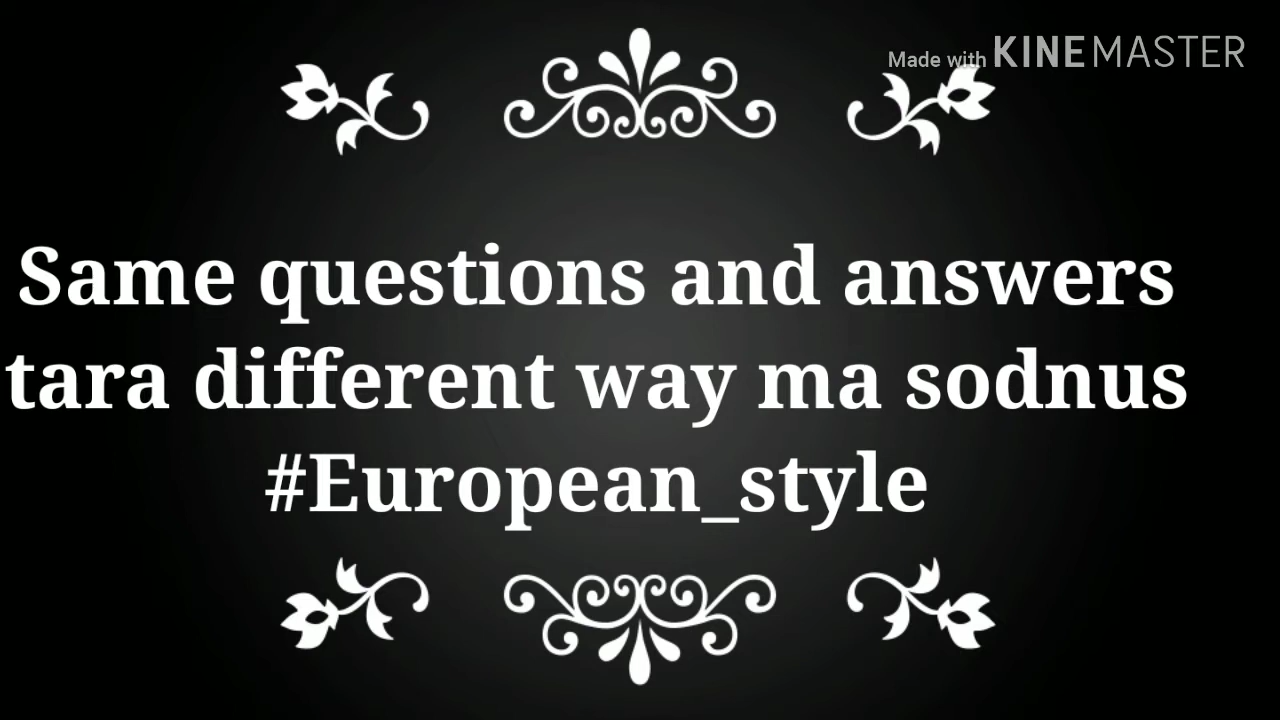 Made with KINEMASTER
Same questions and answers
tara different way ma sodnus
#European_style